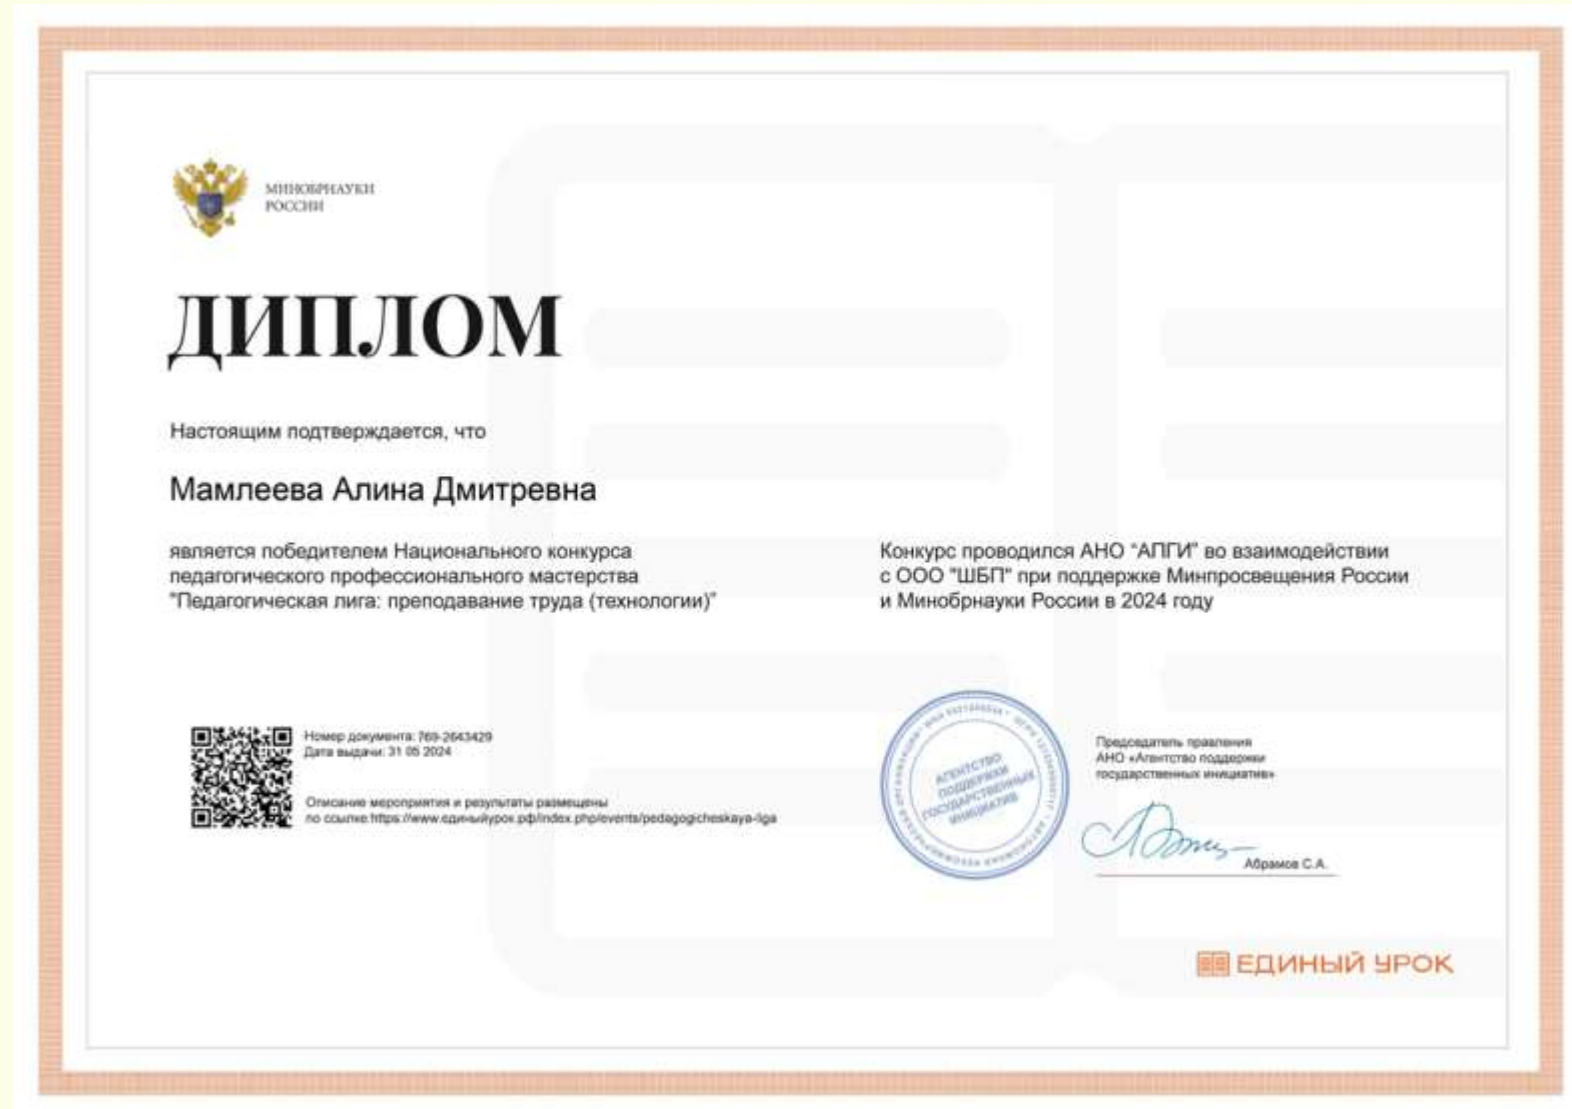 МИНОБРНАУКИ
РОССИИ
ДИПЛОМ
Настоящим подтверждается, что
Мамлеева Алина Дмитревна
является победителем Национального конкурса
педагогического профессионального мастерства
"Педагогическая лига: преподавание труда (технологии)"
Конкурс проводился АНО "АПГИ" во взаимодействии
с ООО "ШБП" при поддержке Минпросвещения России
и Минобрнауки России в 2024 году
Номер документа: 769-2643429
Дата выдачи: 31 05 2024
Описание мероприятия и результаты размещены
по ссылке:https://www.единыйурок.рф/index.php/events/pedagogicheskaya-liga
АГЕНТСТВО
ПОДДЕРЖКИ
ГОСУДАРСТВЕННЫХ
ИНИЦИАТИВ
Председатель правления
АНО «Агентство поддержки
государственных инициатив»
Абрамов С.А.
ЕДИНЫЙ УРОК